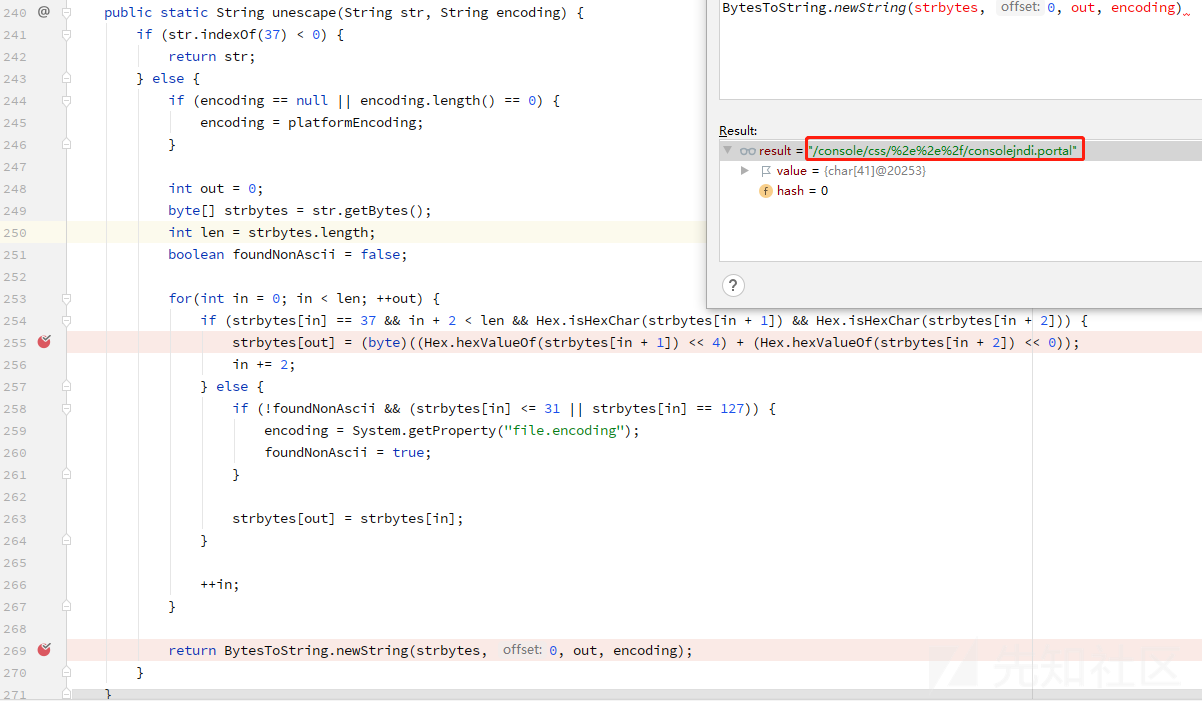 240 @ public static String unescape(String str, String encoding) {
241 if (str.indexOf(37) < 0) {
242 return str;
243 } else {
244 if (encoding == null || encoding.length() == 0) {
245 encoding = platformEncoding;
246 }
247
248 int out = 0;
249 byte[] strbytes = str.getBytes();
250 int len = strbytes.length;
251 boolean foundNonAscii = false;
252
253 for(int in = 0; in < len; ++out) {
254 if (strbytes[in] == 37 && in + 2 < len && Hex.isHexChar(strbytes[in + 1]) && Hex.isHexChar(strbytes[in + 2])) {
255 strbytes[out] = (byte)((Hex.hexValueOf(strbytes[in + 1]) << 4) + (Hex.hexValueOf(strbytes[in + 2]) << 0));
256 in += 2;
257 } else {
258 if (!foundNonAscii && (strbytes[in] <= 31 || strbytes[in] == 127)) {
259 encoding = System.getProperty("file.encoding");
260 foundNonAscii = true;
261 }
262
263 strbytes[out] = strbytes[in];
264 }
265
266 ++in;
267 }
268
269 return BytesToString.newString(strbytes, offset: 0, out, encoding);
270 }
271 }
BytesToString.newString(strbytes, offset: 0, out, encoding)
Result:
result = "/console/css/%2e%2e%2f/consolejndi.portal"
value = {char[41]@20253}
f hash = 0
?
先知社区